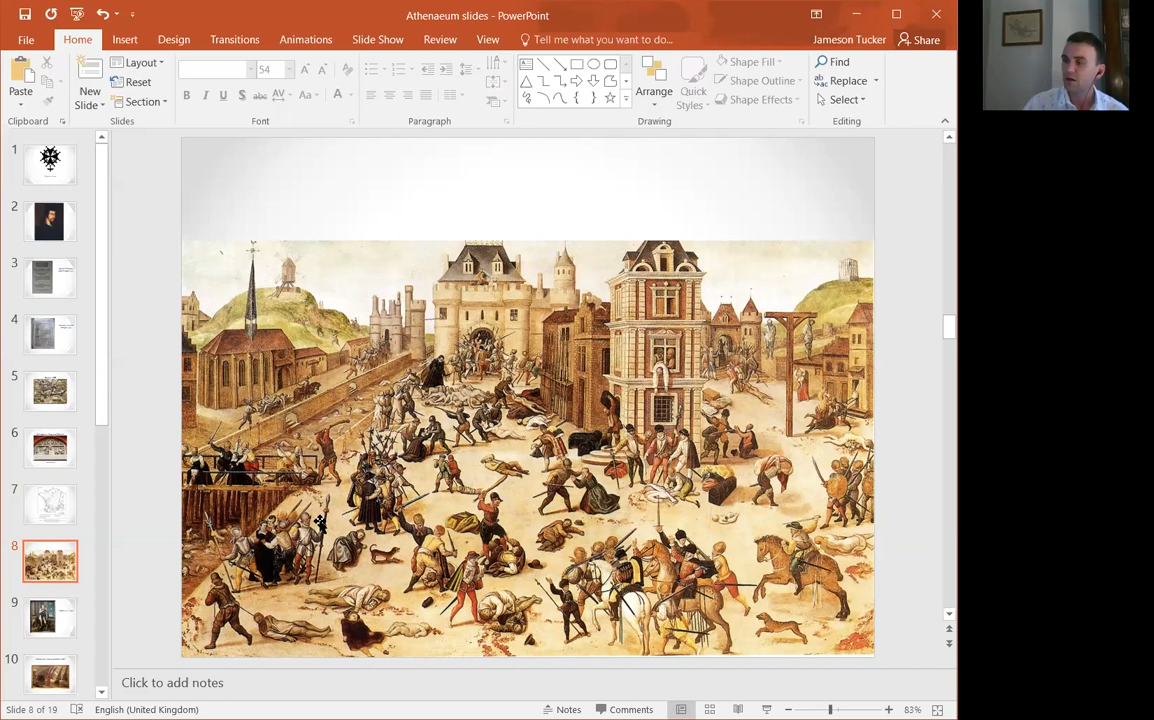 Athenaeum slides - PowerPoint
File
Home
Insert
Design
Transitions
Animations
Slide Show
Review
View
Tell me what you want to do...
Jameson Tucker
Share
Paste
New
Slide
Layout
Reset
Section
54
B I U S abc AV Aa A
Arrange
Quick
Styles
Shape Fill
Shape Outline
Shape Effects
Find
Replace
Select
Clipboard
Slides
Font
Paragraph
Drawing
Editing
1
2
3
4
5
6
7
8
9
10
Click to add notes
Slide 8 of 19
English (United Kingdom)
Notes
Comments
83%